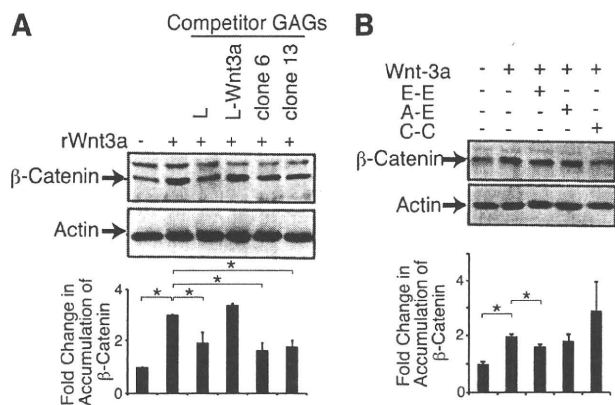 A
Competitor GAGs
L
L-Wnt3a
clone 6
clone 13
rWnt3a - + + + + +
β-Catenin
Actin
* * * *
Fold Change in
Accumulation of
β-Catenin
4
2
0
B
Wnt-3a - + + + +
E-E +
A-E +
C-C +
β-Catenin
Actin
* *
Fold Change in
Accumulation of
β-Catenin
4
2
0